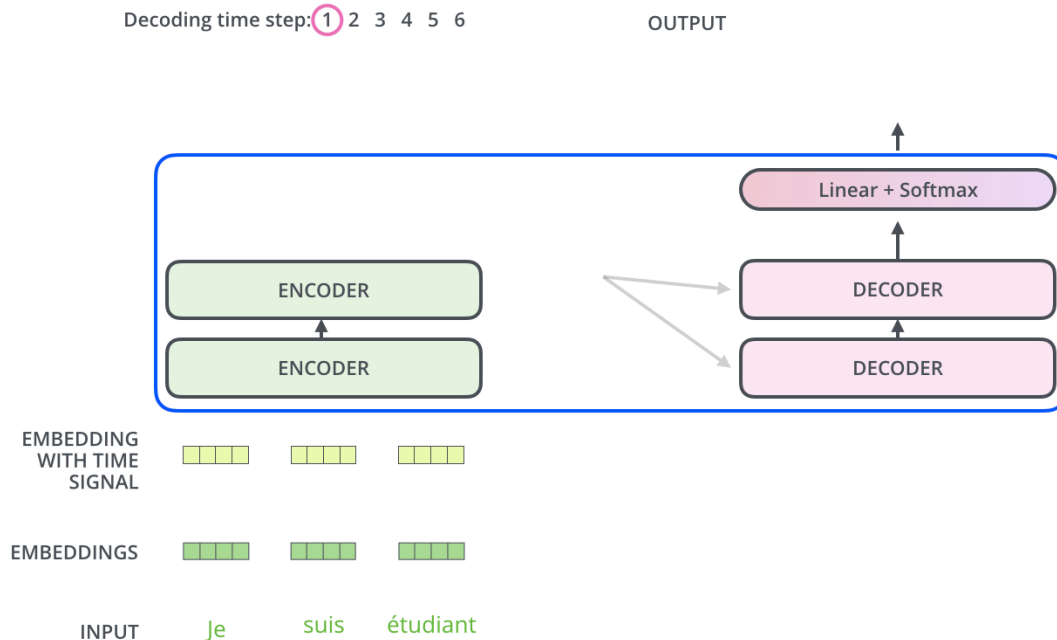 Decoding time step: 1 2 3 4 5 6
OUTPUT
Linear + Softmax
ENCODER
DECODER
ENCODER
DECODER
EMBEDDING
WITH TIME
SIGNAL
EMBEDDINGS
INPUT
Je suis étudiant